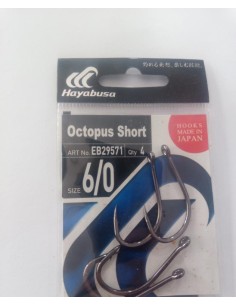 Hayabusa
Octopus Short
ART No. EB29571 Qty 4
SIZE 6/0
HOOKS
MADE IN
JAPAN